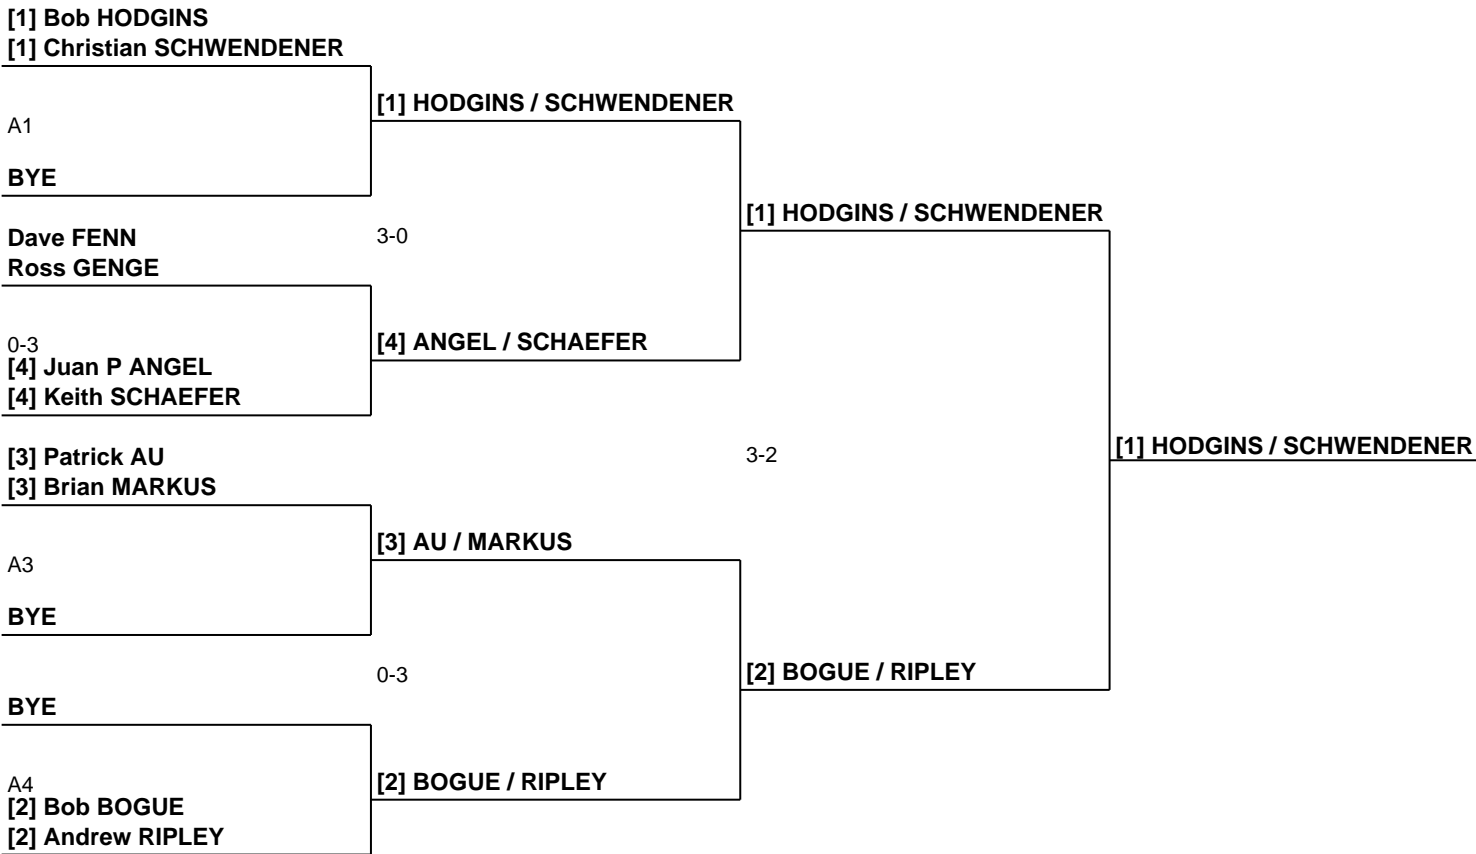 [1] Bob HODGINS
[1] Christian SCHWENDENER
[1] HODGINS / SCHWENDENER
A1
BYE
[1] HODGINS / SCHWENDENER
Dave FENN
3-0
Ross GENGE
0-3
[4] ANGEL / SCHAEFER
[4] Juan P ANGEL
[4] Keith SCHAEFER
[3] Patrick AU
3-2
[1] HODGINS / SCHWENDENER
[3] Brian MARKUS
[3] AU / MARKUS
A3
BYE
0-3
[2] BOGUE / RIPLEY
BYE
A4
[2] BOGUE / RIPLEY
[2] Bob BOGUE
[2] Andrew RIPLEY